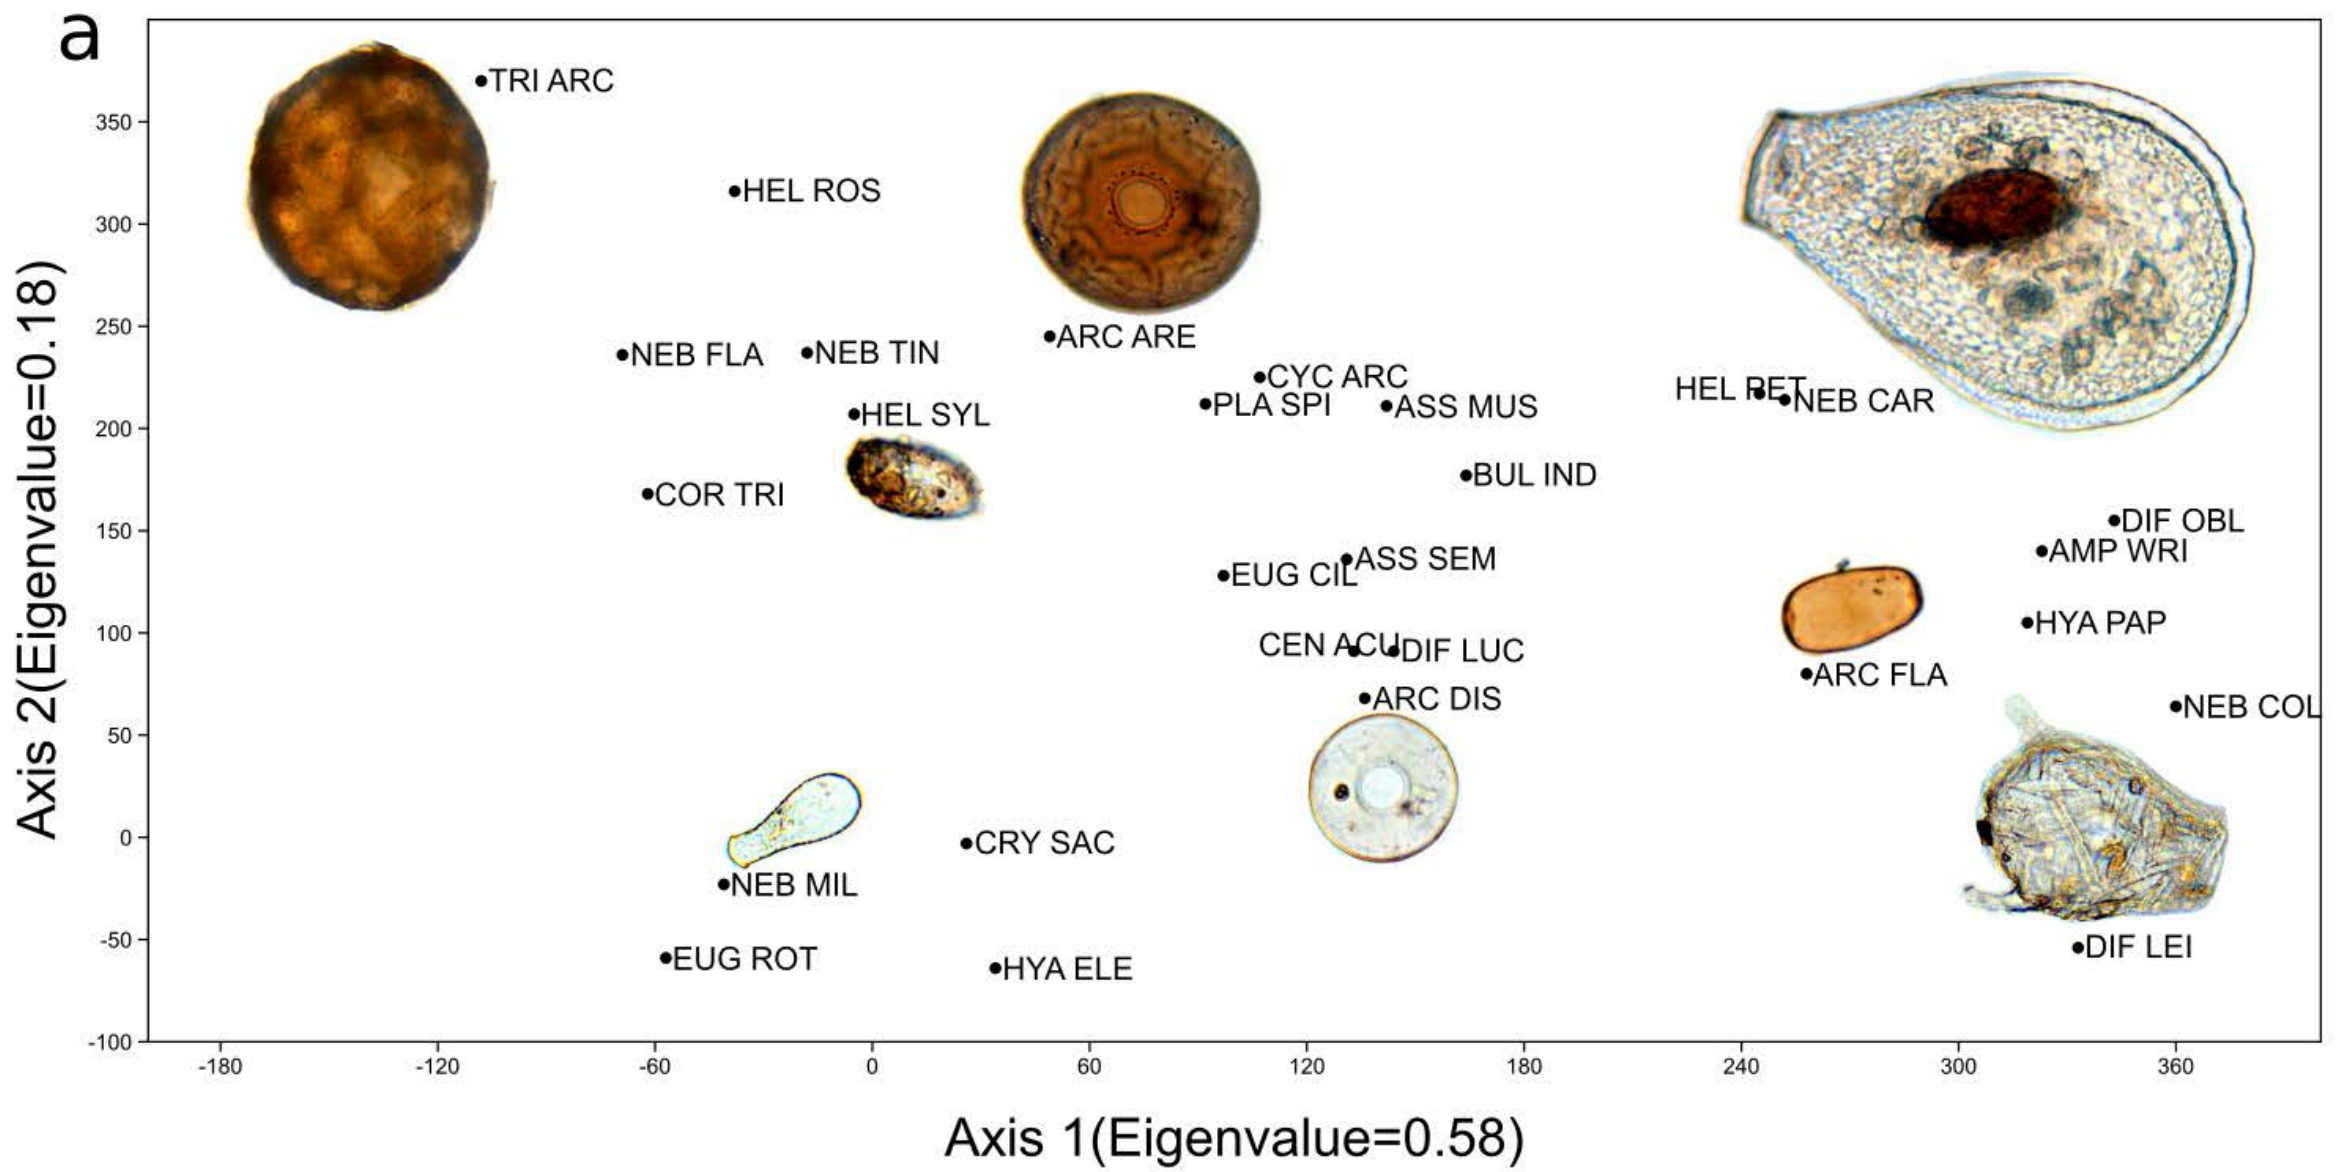 a
TRI ARC
350
HEL ROS
300
250
ARC ARE
NEB FLA
NEB TIN
CYC ARC
HEL PET
NEB CAR
PLA SPI
ASS MUS
HEL SYL
200
BUL IND
COR TRI
150
DIF OBL
AMP WRI
ASS SEM
EUG CIL
100
HYA PAP
CEN ACU
DIF LUC
ARC FLA
ARC DIS
NEB COL
50
0
CRY SAC
NEB MIL
-50
DIF LEI
EUG ROT
HYA ELE
-100
-180 -120 -60 0 60 120 180 240 300 360
Axis 2(Eigenvalue=0.18)
Axis 1(Eigenvalue=0.58)